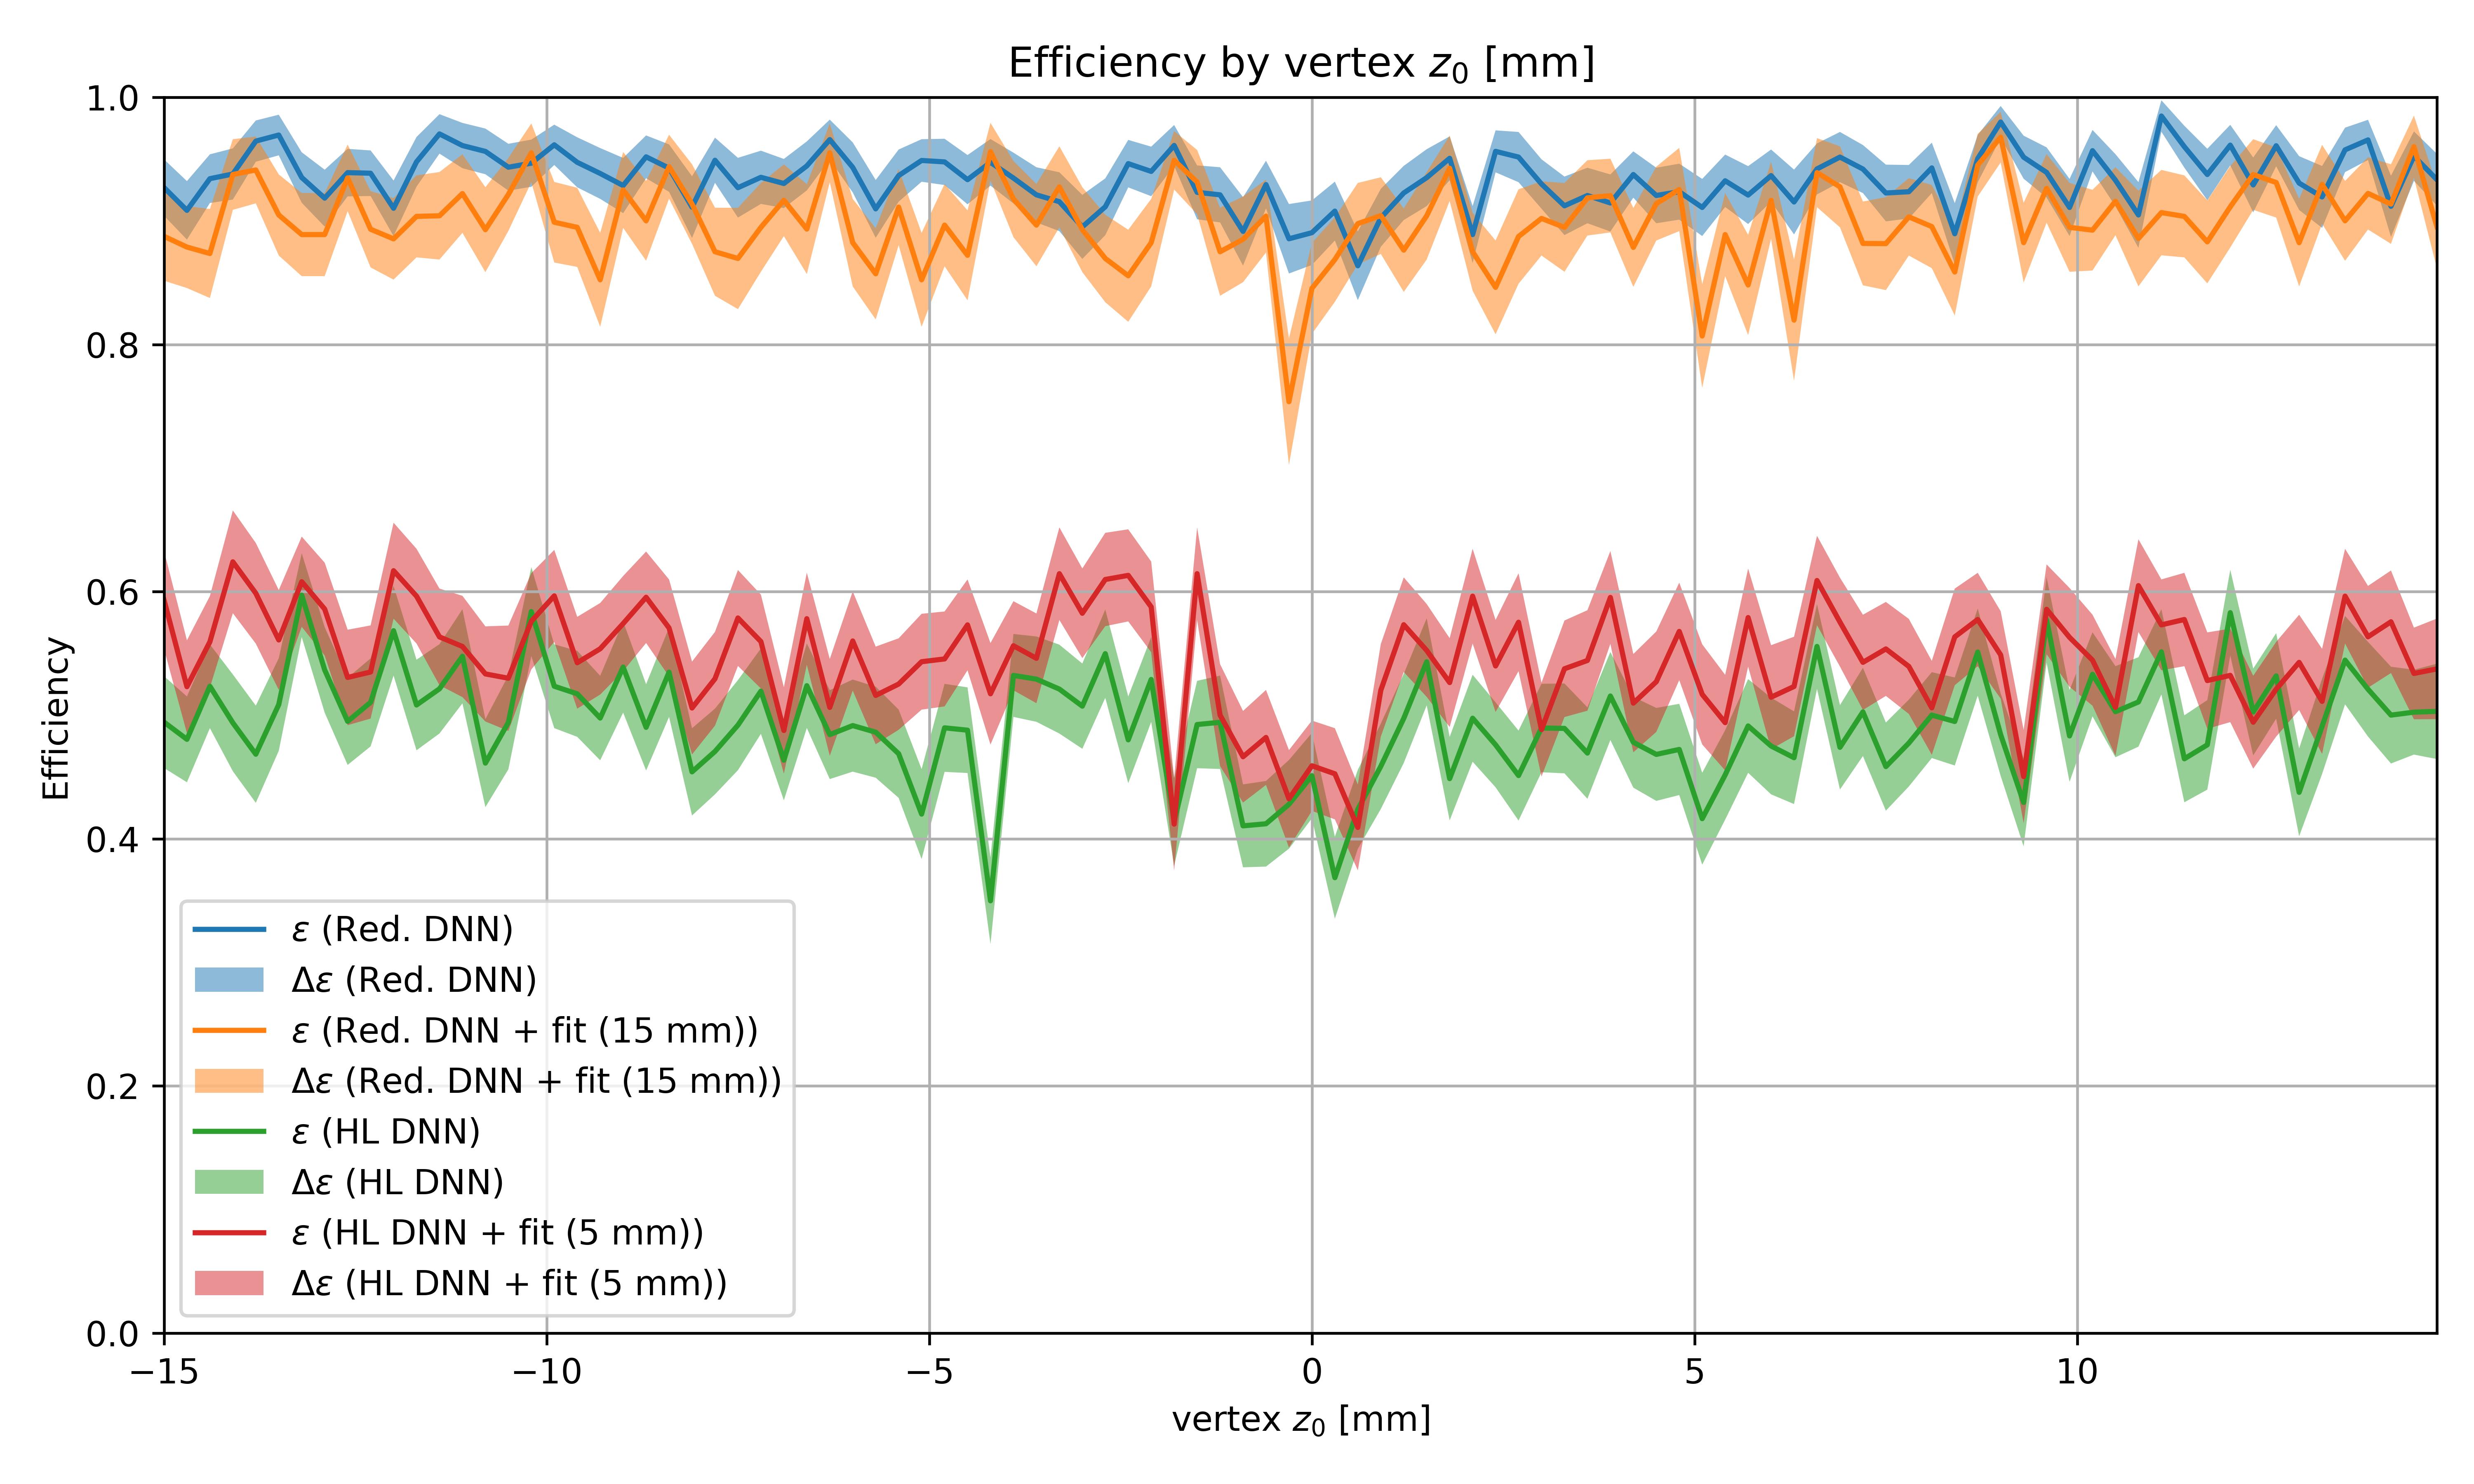 Efficiency by vertex z₀ [mm]
1.0
0.8
0.6
0.4
0.2
0.0
Efficiency
ε (Red. DNN)
Δε (Red. DNN)
ε (Red. DNN + fit (15 mm))
Δε (Red. DNN + fit (15 mm))
ε (HL DNN)
Δε (HL DNN)
ε (HL DNN + fit (5 mm))
Δε (HL DNN + fit (5 mm))
−15 −10 −5 0 5 10
vertex z₀ [mm]